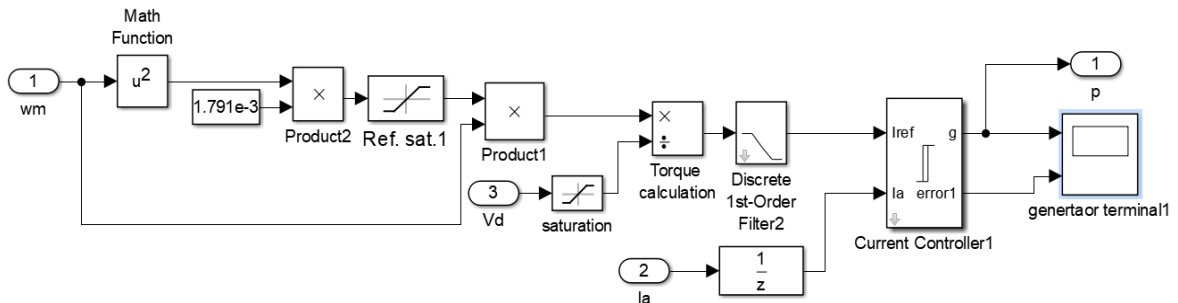 Math
Function
1
wm
u2
1.791e-3
×
Product2
Ref. sat.1
×
Product1
3
Vd
saturation
×
÷
Torque
calculation
Discrete
1st-Order
Filter2
2
Ia
1
z
Iref
g
Ia
error1
Current Controller1
1
p
genertaor terminal1